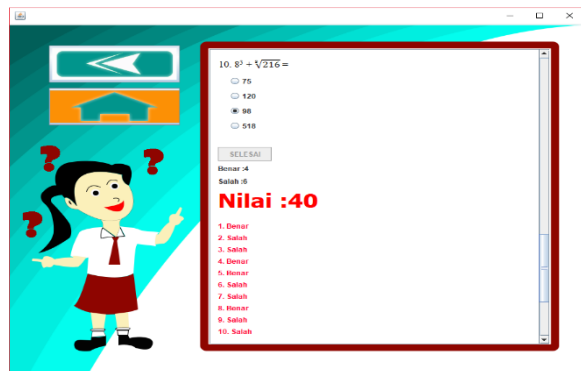 10. 8³ + ∛216 =
75
120
98
518
SELESAI
Benar :4
Salah :6
Nilai :40
1. Benar
2. Salah
3. Salah
4. Benar
5. Benar
6. Salah
7. Salah
8. Benar
9. Salah
10. Salah